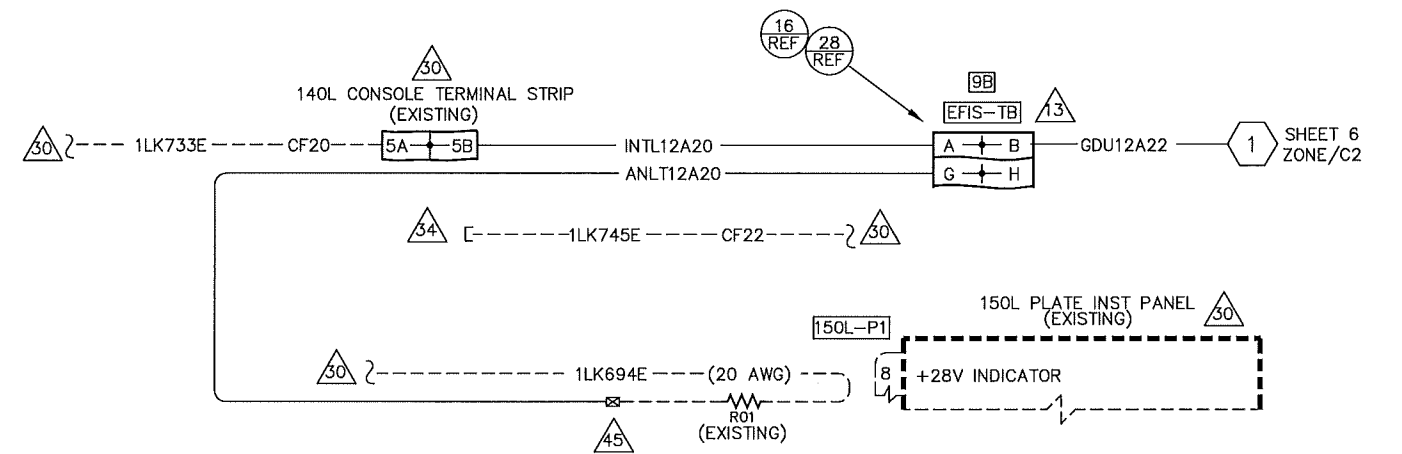 16
REF
28
REF
30
140L CONSOLE TERMINAL STRIP
(EXISTING)
9B
EFIS-TB
13
30
1LK733E
CF20
5A
5B
INTL12A20
A
B
GDU12A22
1
SHEET 6
ZONE/C2
ANLT12A20
G
H
34
1LK745E
CF22
30
150L PLATE INST PANEL
(EXISTING)
30
150L-P1
30
1LK694E
(20 AWG)
8
+28V INDICATOR
R01
(EXISTING)
45